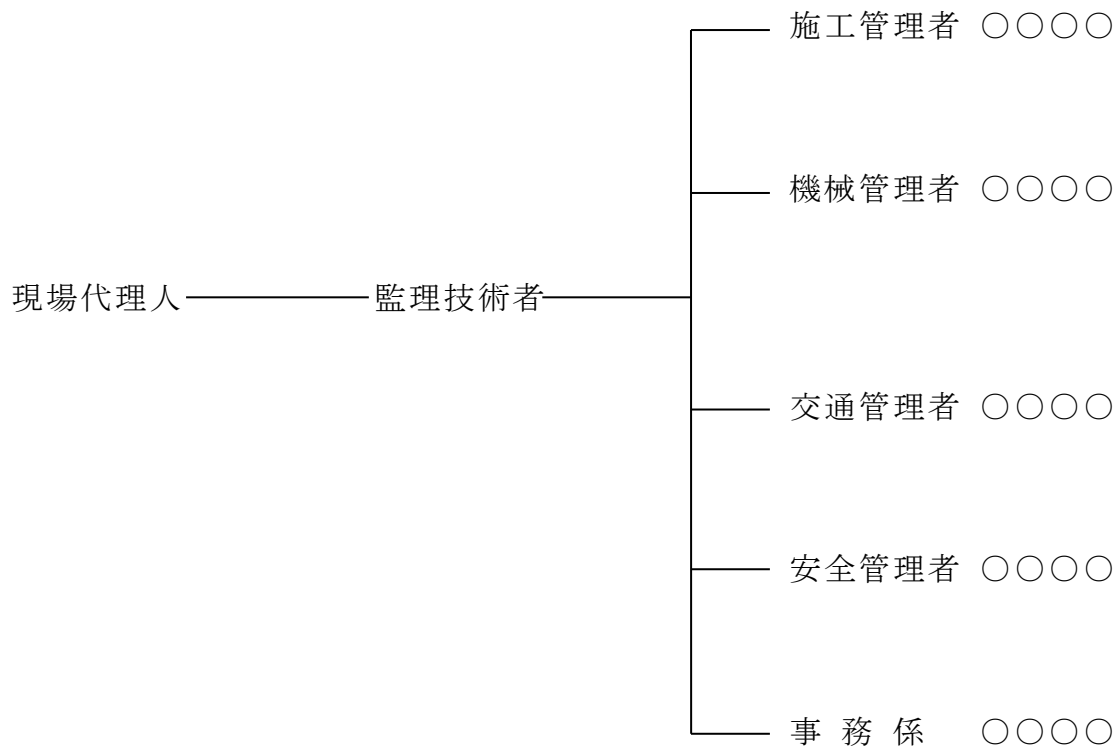 施工管理者 ○○○○
機械管理者 ○○○○
現場代理人 監理技術者
交通管理者 ○○○○
安全管理者 ○○○○
事務係 ○○○○